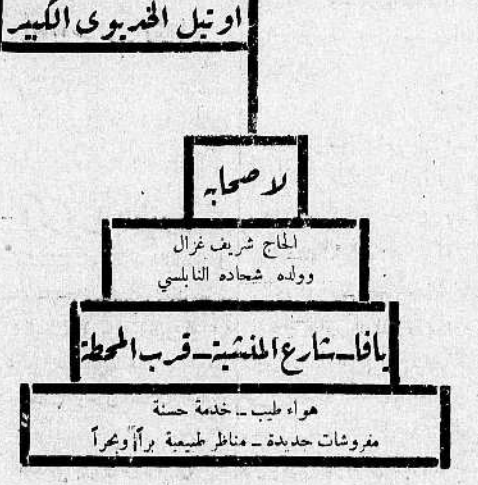 اوتيل الخديوى الكبير
لاصحابه
الحاج شريف غزال
وولده شحاده النابلسي
يافا ـ شارع المنشية ـ قرب المحطة
هواء طيب ـ خدمة حسنة
مفروشات حديدة ـ مناظر طبيعية براً وبحراً